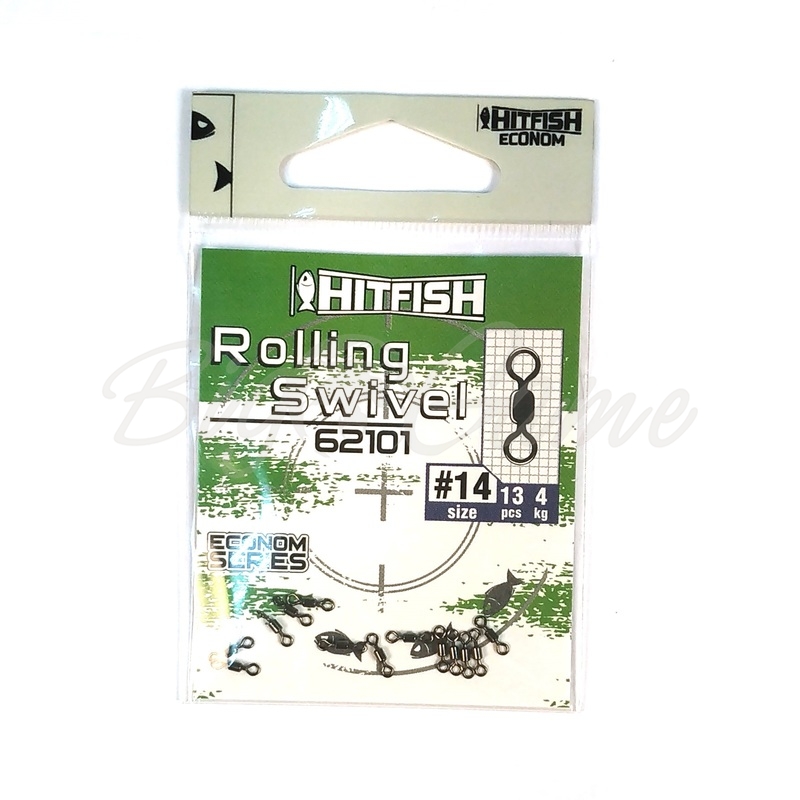 HITFISH
ECONOM
HITFISH
Rolling
Swivel
62101
#14 13 4
size pcs kg
ECONOM
SERIES